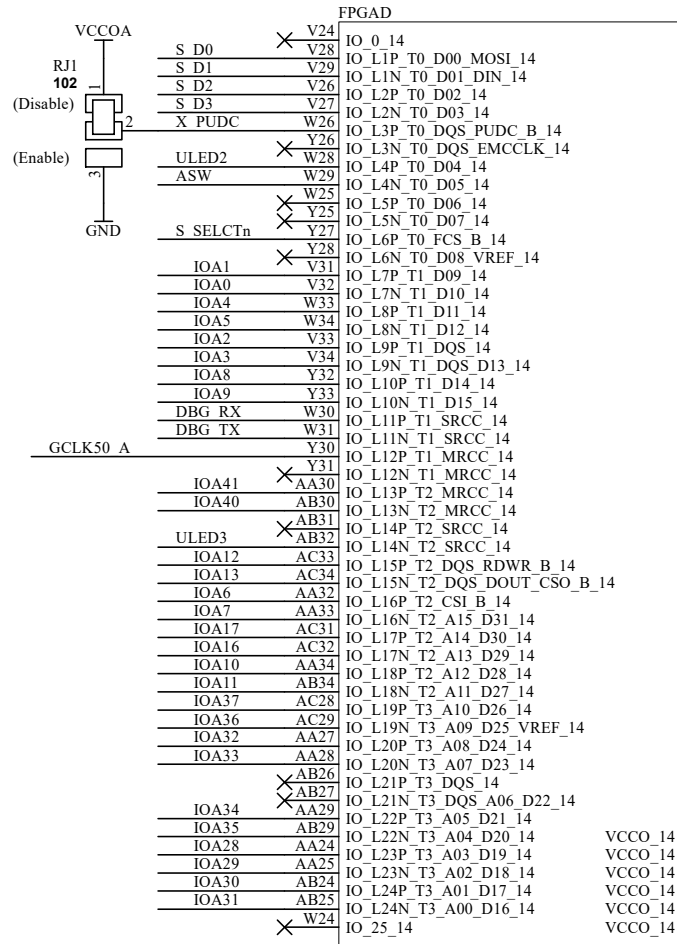 FPGAD
VCCOA
RJ1
102
(Disable)
1
2
(Enable)
3
GND
V24 IO_0_14
S_D0 V28 IO_L1P_T0_D00_MOSI_14
S_D1 V29 IO_L1N_T0_D01_DIN_14
S_D2 V26 IO_L2P_T0_D02_14
S_D3 V27 IO_L2N_T0_D03_14
X_PUDC W26 IO_L3P_T0_DQS_PUDC_B_14
Y26 IO_L3N_T0_DQS_EMCCLK_14
ULED2 W28 IO_L4P_T0_D04_14
ASW W29 IO_L4N_T0_D05_14
W25 IO_L5P_T0_D06_14
Y25 IO_L5N_T0_D07_14
S_SELCTn Y27 IO_L6P_T0_FCS_B_14
Y28 IO_L6N_T0_D08_VREF_14
IOA1 V31 IO_L7P_T1_D09_14
IOA0 V32 IO_L7N_T1_D10_14
IOA4 W33 IO_L8P_T1_D11_14
IOA5 W34 IO_L8N_T1_D12_14
IOA2 V33 IO_L9P_T1_DQS_14
IOA3 V34 IO_L9N_T1_DQS_D13_14
IOA8 Y32 IO_L10P_T1_D14_14
IOA9 Y33 IO_L10N_T1_D15_14
DBG_RX W30 IO_L11P_T1_SRCC_14
DBG_TX W31 IO_L11N_T1_SRCC_14
GCLK50_A Y30 IO_L12P_T1_MRCC_14
Y31 IO_L12N_T1_MRCC_14
IOA41 AA30 IO_L13P_T2_MRCC_14
IOA40 AB30 IO_L13N_T2_MRCC_14
AB31 IO_L14P_T2_SRCC_14
ULED3 AB32 IO_L14N_T2_SRCC_14
IOA12 AC33 IO_L15P_T2_DQS_RDWR_B_14
IOA13 AC34 IO_L15N_T2_DQS_DOUT_CSO_B_14
IOA6 AA32 IO_L16P_T2_CSI_B_14
IOA7 AA33 IO_L16N_T2_A15_D31_14
IOA17 AC31 IO_L17P_T2_A14_D30_14
IOA16 AC32 IO_L17N_T2_A13_D29_14
IOA10 AA34 IO_L18P_T2_A12_D28_14
IOA11 AB34 IO_L18N_T2_A11_D27_14
IOA37 AC28 IO_L19P_T3_A10_D26_14
IOA36 AC29 IO_L19N_T3_A09_D25_VREF_14
IOA32 AA27 IO_L20P_T3_A08_D24_14
IOA33 AA28 IO_L20N_T3_A07_D23_14
AB26 IO_L21P_T3_DQS_14
AB27 IO_L21N_T3_DQS_A06_D22_14
IOA34 AA29 IO_L22P_T3_A05_D21_14
IOA35 AB29 IO_L22N_T3_A04_D20_14 VCCO_14
IOA28 AA24 IO_L23P_T3_A03_D19_14 VCCO_14
IOA29 AA25 IO_L23N_T3_A02_D18_14 VCCO_14
IOA30 AB24 IO_L24P_T3_A01_D17_14 VCCO_14
IOA31 AB25 IO_L24N_T3_A00_D16_14 VCCO_14
W24 IO_25_14 VCCO_14